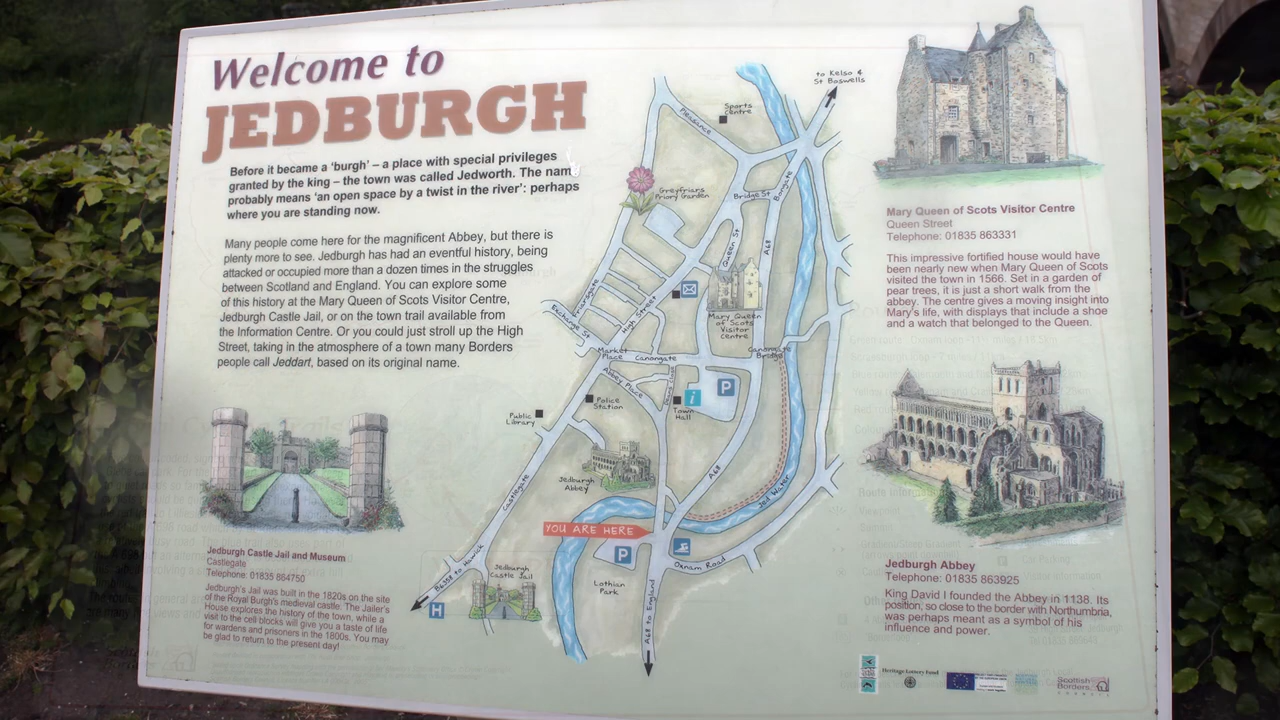 Welcome to
JEDBURGH
Before it became a 'burgh' – a place with special privileges
granted by the king – the town was called Jedworth. The nam
probably means 'an open space by a twist in the river': perhaps
where you are standing now.
Many people come here for the magnificent Abbey, but there is
plenty more to see. Jedburgh has had an eventful history, being
attacked or occupied more than a dozen times in the struggles
between Scotland and England. You can explore some
of this history at the Mary Queen of Scots Visitor Centre,
Jedburgh Castle Jail, or on the town trail available from
the Information Centre. Or you could just stroll up the High
Street, taking in the atmosphere of a town many Borders
people call Jeddart, based on its original name.
Jedburgh Castle Jail and Museum
Castlegate
Telephone: 01835 864750
Jedburgh's Jail was built in the 1820s on the site
of the Royal Burgh's medieval castle. The Jailer's
House explores the history of the town, while a
visit to the cell blocks will give you a taste of life
for wardens and prisoners in the 1800s. You may
be glad to return to the present day!
to Kelso &
St Boswells
Sports
Centre
Pleasance
Greyfriars
Priory Garden
Bridge St
Bongate
Queen St
A68
Friarsgate
Exchange St
High Street
Mary Queen
of Scots
Visitor
Centre
Market
Place
Canongate
Canongate
Bridge
Abbey Place
P
i
Police
Station
Town
Hall
Public
Library
Jedburgh
Abbey
Castlegate
A68
Jed Water
YOU ARE HERE
P
Oxnam Road
B6358 to Hawick
Jedburgh
Castle Jail
H
Lothian
Park
A68 to England
Mary Queen of Scots Visitor Centre
Queen Street
Telephone: 01835 863331
This impressive fortified house would have
been nearly new when Mary Queen of Scots
visited the town in 1566. Set in a garden of
pear trees, it is just a short walk from the
abbey. The centre gives a moving insight into
Mary's life, with displays that include a shoe
and a watch that belonged to the Queen.
Jedburgh Abbey
Telephone: 01835 863925
King David I founded the Abbey in 1138 Its
position, so close to the border with Northumbria,
was perhaps meant as a symbol of his
influence and power.
Heritage Lottery Fund
Scottish
Borders
COUNCIL